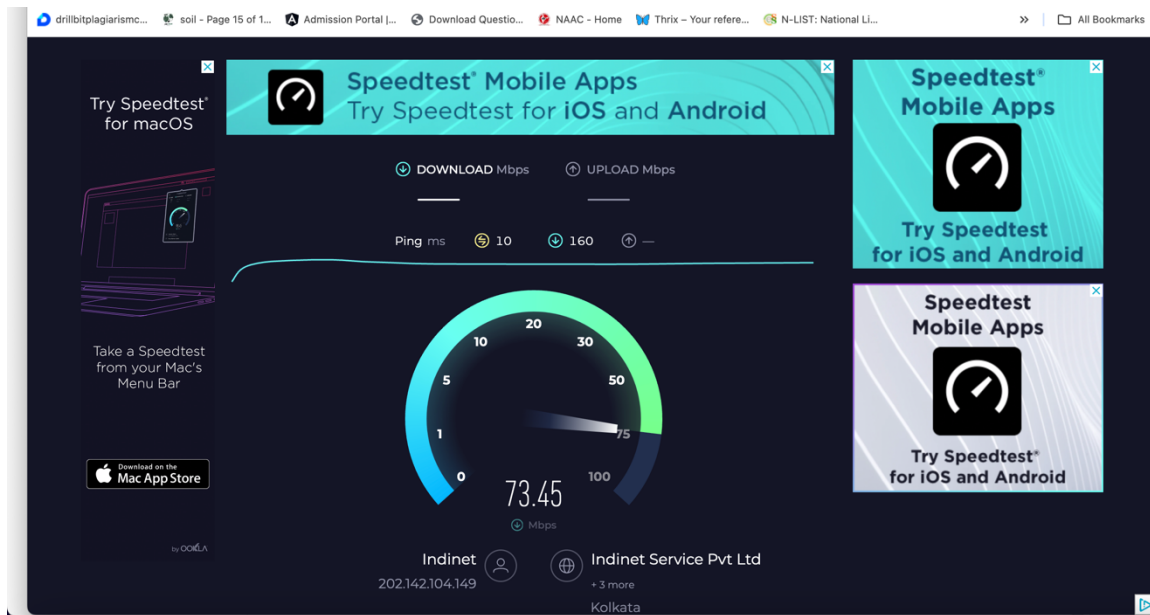 drillbitplagiarismc...
soil - Page 15 of 1...
Admission Portal |...
Download Questio...
NAAC - Home
Thrix – Your refere...
N-LIST: National Li...
»
All Bookmarks
Try Speedtest®
for macOS
Take a Speedtest
from your Mac's
Menu Bar
Download on the
Mac App Store
by OOKLA
Speedtest® Mobile Apps
Try Speedtest for iOS and Android
DOWNLOAD Mbps
UPLOAD Mbps
Ping ms 10 160 —
0
1
5
10
20
30
50
75
100
73.45
Mbps
Indinet
202.142.104.149
Indinet Service Pvt Ltd
+ 3 more
Kolkata
Speedtest®
Mobile Apps
Try Speedtest
for iOS and Android
Speedtest
Mobile Apps
Try Speedtest®
for iOS and Android